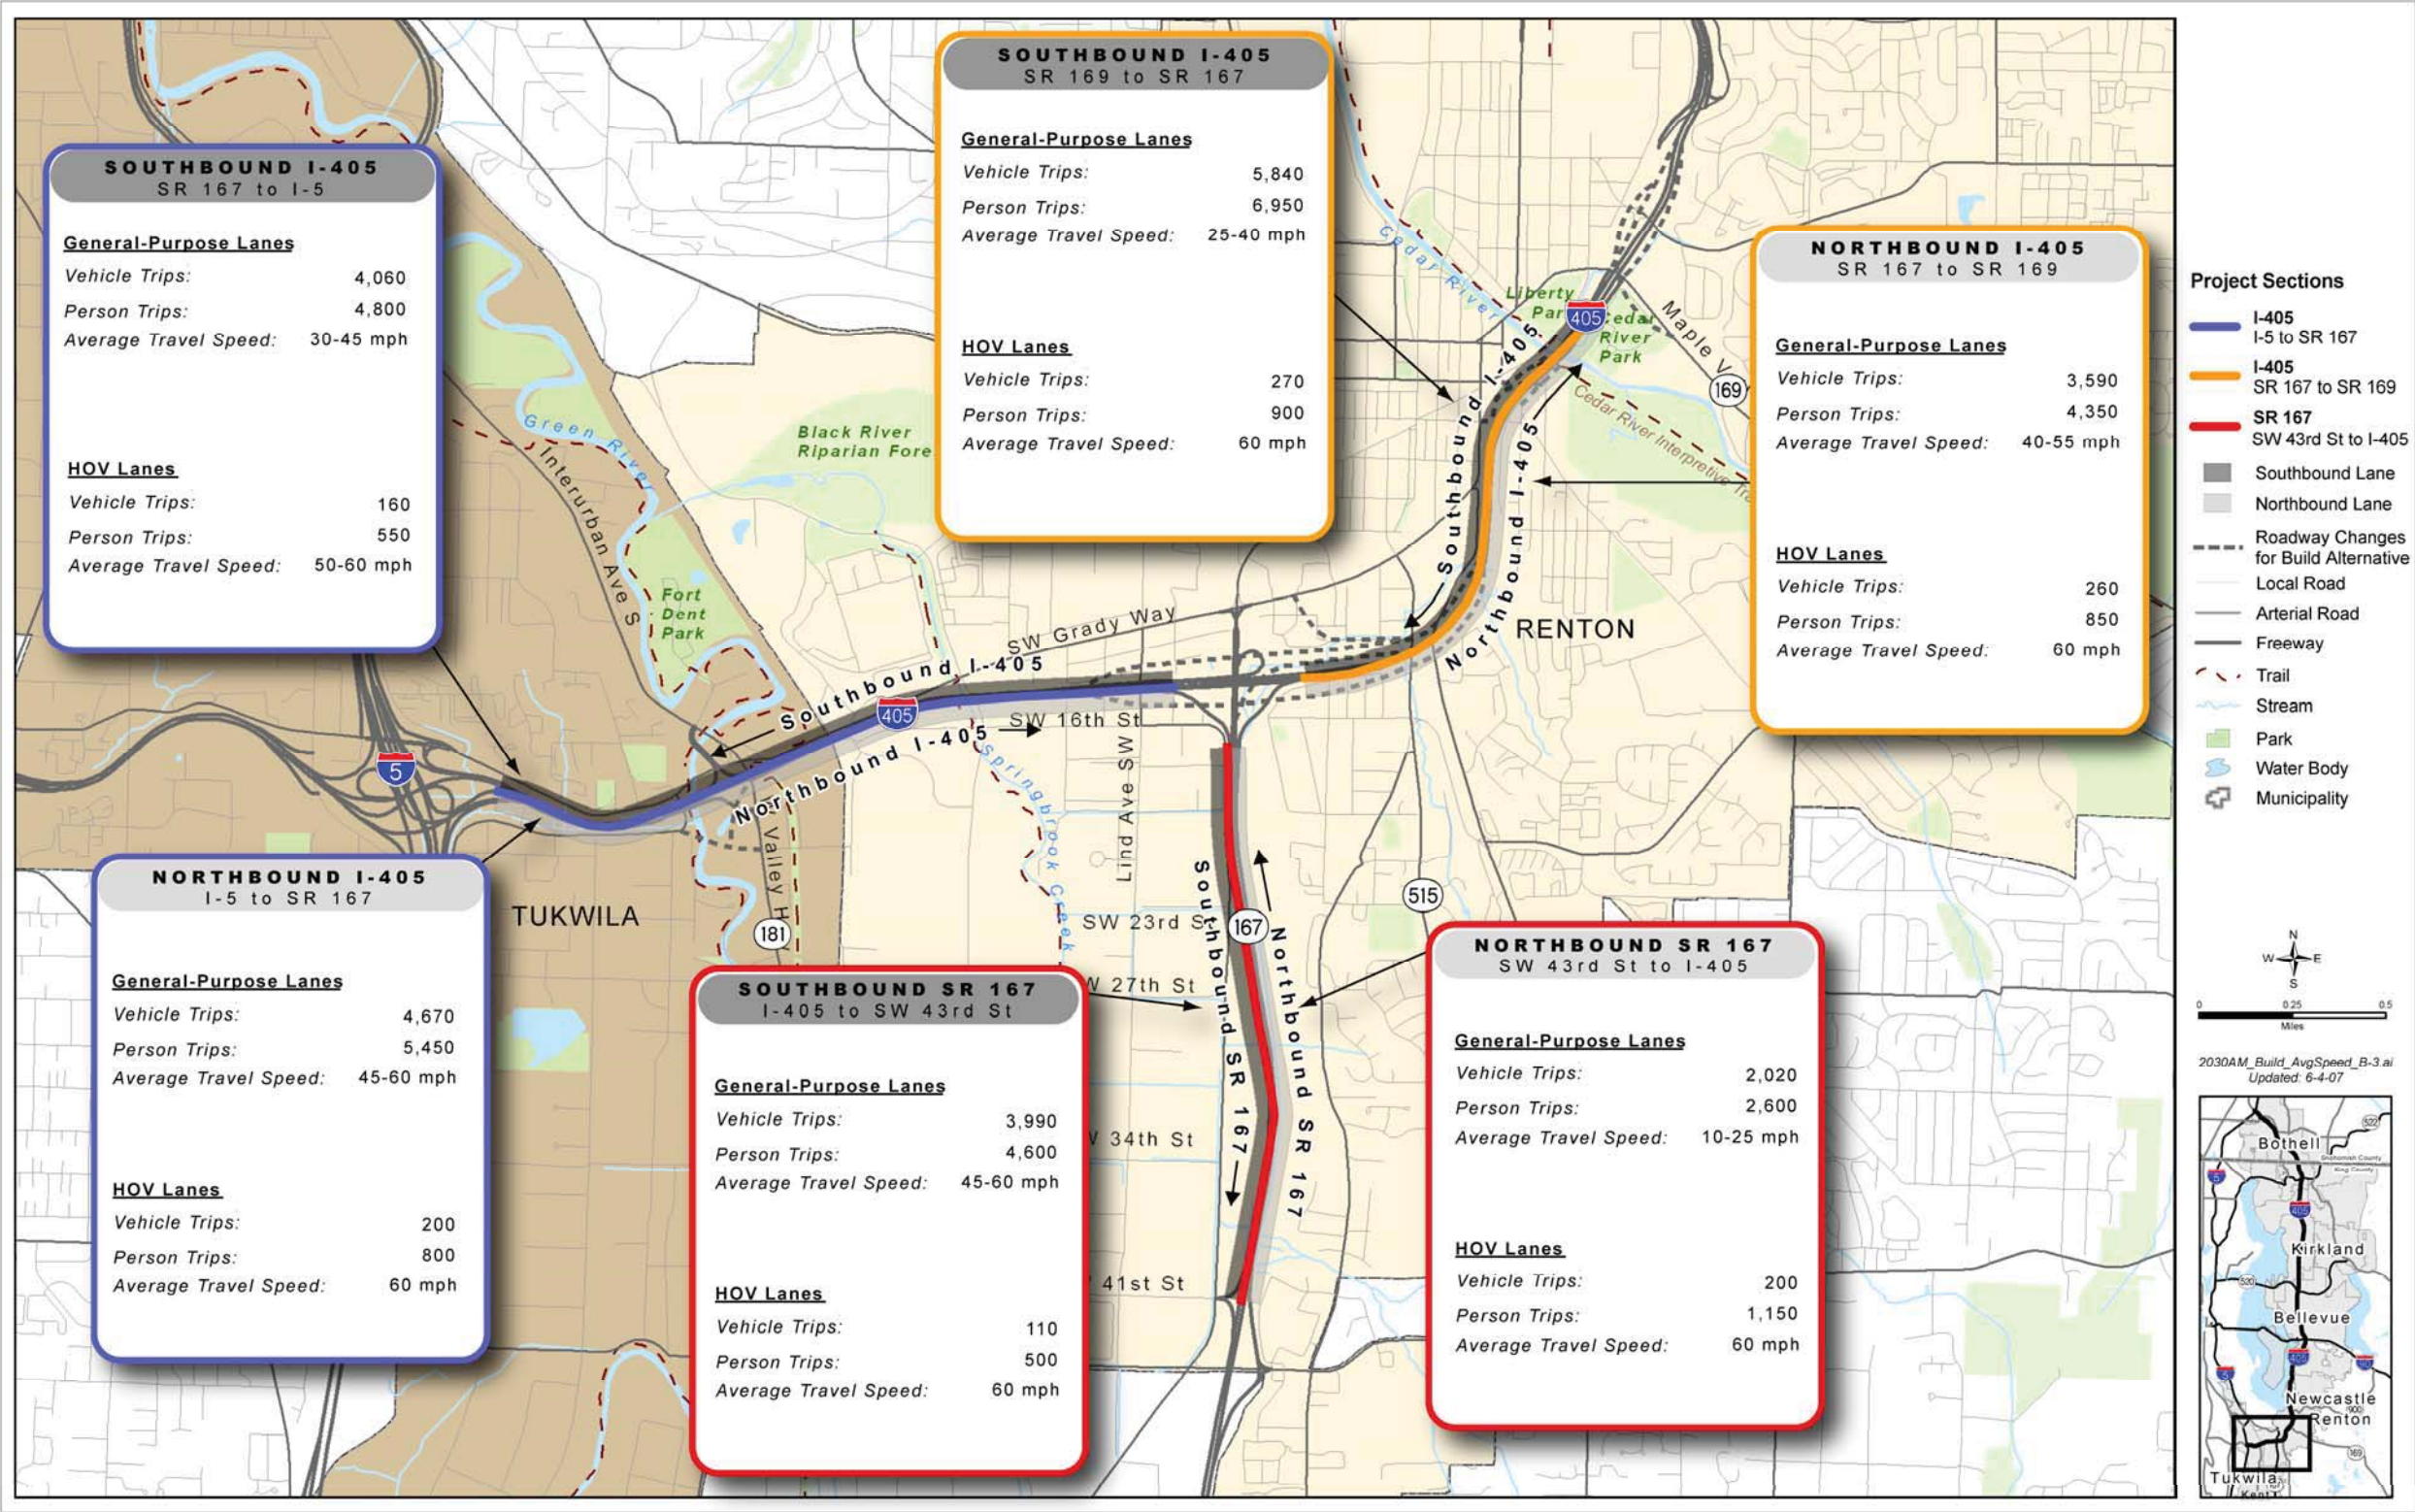 SOUTHBOUND I-405
SR 167 to I-5
General-Purpose Lanes
Vehicle Trips: 4,060
Person Trips: 4,800
Average Travel Speed: 30-45 mph
HOV Lanes
Vehicle Trips: 160
Person Trips: 550
Average Travel Speed: 50-60 mph
SOUTHBOUND I-405
SR 169 to SR 167
General-Purpose Lanes
Vehicle Trips: 5,840
Person Trips: 6,950
Average Travel Speed: 25-40 mph
HOV Lanes
Vehicle Trips: 270
Person Trips: 900
Average Travel Speed: 60 mph
NORTHBOUND I-405
SR 167 to SR 169
General-Purpose Lanes
Vehicle Trips: 3,590
Person Trips: 4,350
Average Travel Speed: 40-55 mph
HOV Lanes
Vehicle Trips: 260
Person Trips: 850
Average Travel Speed: 60 mph
NORTHBOUND I-405
I-5 to SR 167
General-Purpose Lanes
Vehicle Trips: 4,670
Person Trips: 5,450
Average Travel Speed: 45-60 mph
HOV Lanes
Vehicle Trips: 200
Person Trips: 800
Average Travel Speed: 60 mph
SOUTHBOUND SR 167
I-405 to SW 43rd St
General-Purpose Lanes
Vehicle Trips: 3,990
Person Trips: 4,600
Average Travel Speed: 45-60 mph
HOV Lanes
Vehicle Trips: 110
Person Trips: 500
Average Travel Speed: 60 mph
NORTHBOUND SR 167
SW 43rd St to I-405
General-Purpose Lanes
Vehicle Trips: 2,020
Person Trips: 2,600
Average Travel Speed: 10-25 mph
HOV Lanes
Vehicle Trips: 200
Person Trips: 1,150
Average Travel Speed: 60 mph
Cedar River
Liberty
Par
405
Cedar
River
Park
Maple V
169
Cedar River Interpretive Tra
Southbound I-405
Northbound I-405
RENTON
Green River
Interurban Ave S
Black River
Riparian Fore
Fort
Dent
Park
SW Grady Way
Southbound I-405
405
Northbound I-405
SW 16th St
5
Springbrook Creek
Lind Ave SW
Valley H
TUKWILA
181
515
SW 23rd S
167
W 27th St
Southbound SR 167
Northbound SR 167
W 34th St
41st St
Project Sections
I-405
I-5 to SR 167
I-405
SR 167 to SR 169
SR 167
SW 43rd St to I-405
Southbound Lane
Northbound Lane
Roadway Changes
for Build Alternative
Local Road
Arterial Road
Freeway
Trail
Stream
Park
Water Body
Municipality
N
W E
S
0 0.25 0.5
Miles
2030AM_Build_AvgSpeed_B-3.ai
Updated: 6-4-07
522
Bothell
Snohomish County
King County
5
405
Kirkland
520
Bellevue
405
90
5
Newcastle
900
Renton
169
Tukwila
Kent